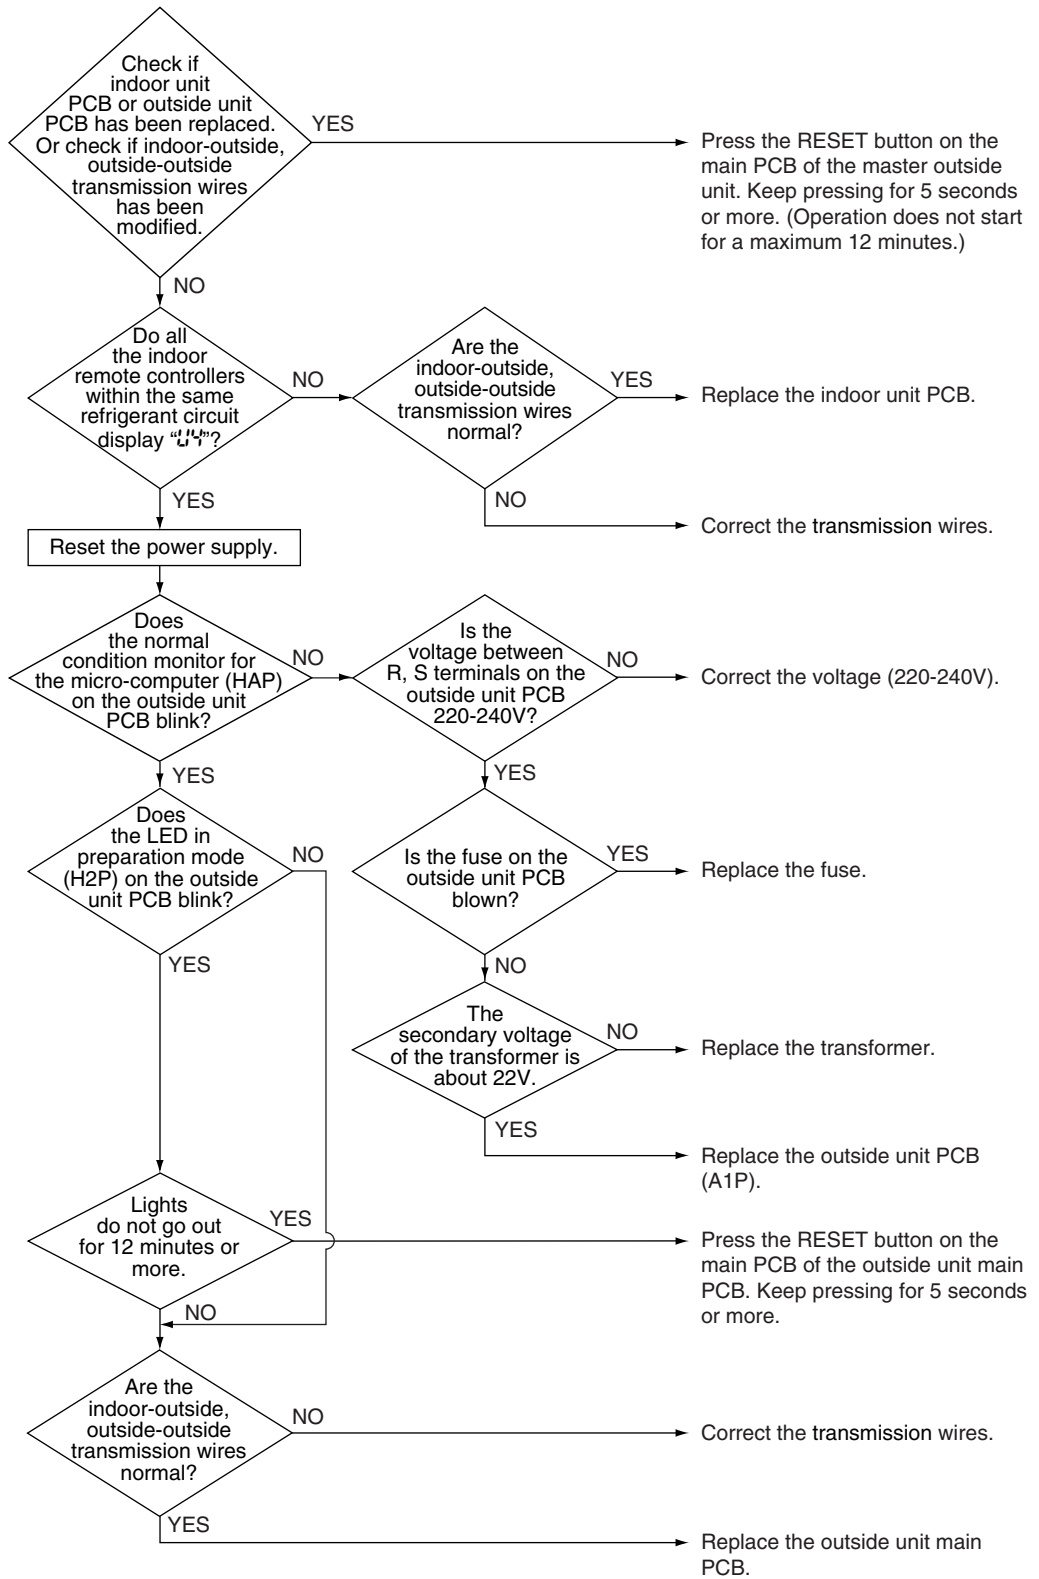 Check if
indoor unit
PCB or outside unit
PCB has been replaced.
Or check if indoor-outside,
outside-outside
transmission wires
has been
modified.
YES
Press the RESET button on the
main PCB of the master outside
unit. Keep pressing for 5 seconds
or more. (Operation does not start
for a maximum 12 minutes.)
NO
Do all
the indoor
remote controllers
within the same
refrigerant circuit
display “U4”?
NO
Are the
indoor-outside,
outside-outside
transmission wires
normal?
YES
Replace the indoor unit PCB.
NO
Correct the transmission wires.
YES
Reset the power supply.
Does
the normal
condition monitor for
the micro-computer (HAP)
on the outside unit
PCB blink?
NO
Is the
voltage between
R, S terminals on the
outside unit PCB
220-240V?
NO
Correct the voltage (220-240V).
YES
YES
Does
the LED in
preparation mode
(H2P) on the outside
unit PCB blink?
NO
Is the fuse on the
outside unit PCB
blown?
YES
Replace the fuse.
YES
NO
The
secondary voltage
of the transformer is
about 22V.
NO
Replace the transformer.
YES
Replace the outside unit PCB
(A1P).
Lights
do not go out
for 12 minutes or
more.
YES
Press the RESET button on the
main PCB of the outside unit main
PCB. Keep pressing for 5 seconds
or more.
NO
Are the
indoor-outside,
outside-outside
transmission wires
normal?
NO
Correct the transmission wires.
YES
Replace the outside unit main
PCB.